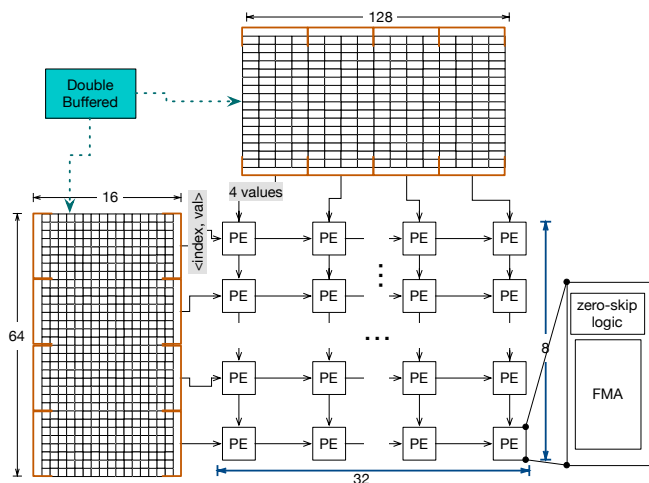 128
Double
Buffered
16
<index, val>
4 values
PE PE PE PE
PE PE PE PE
zero-skip
logic
64
8
PE PE PE PE
FMA
PE PE PE PE
32